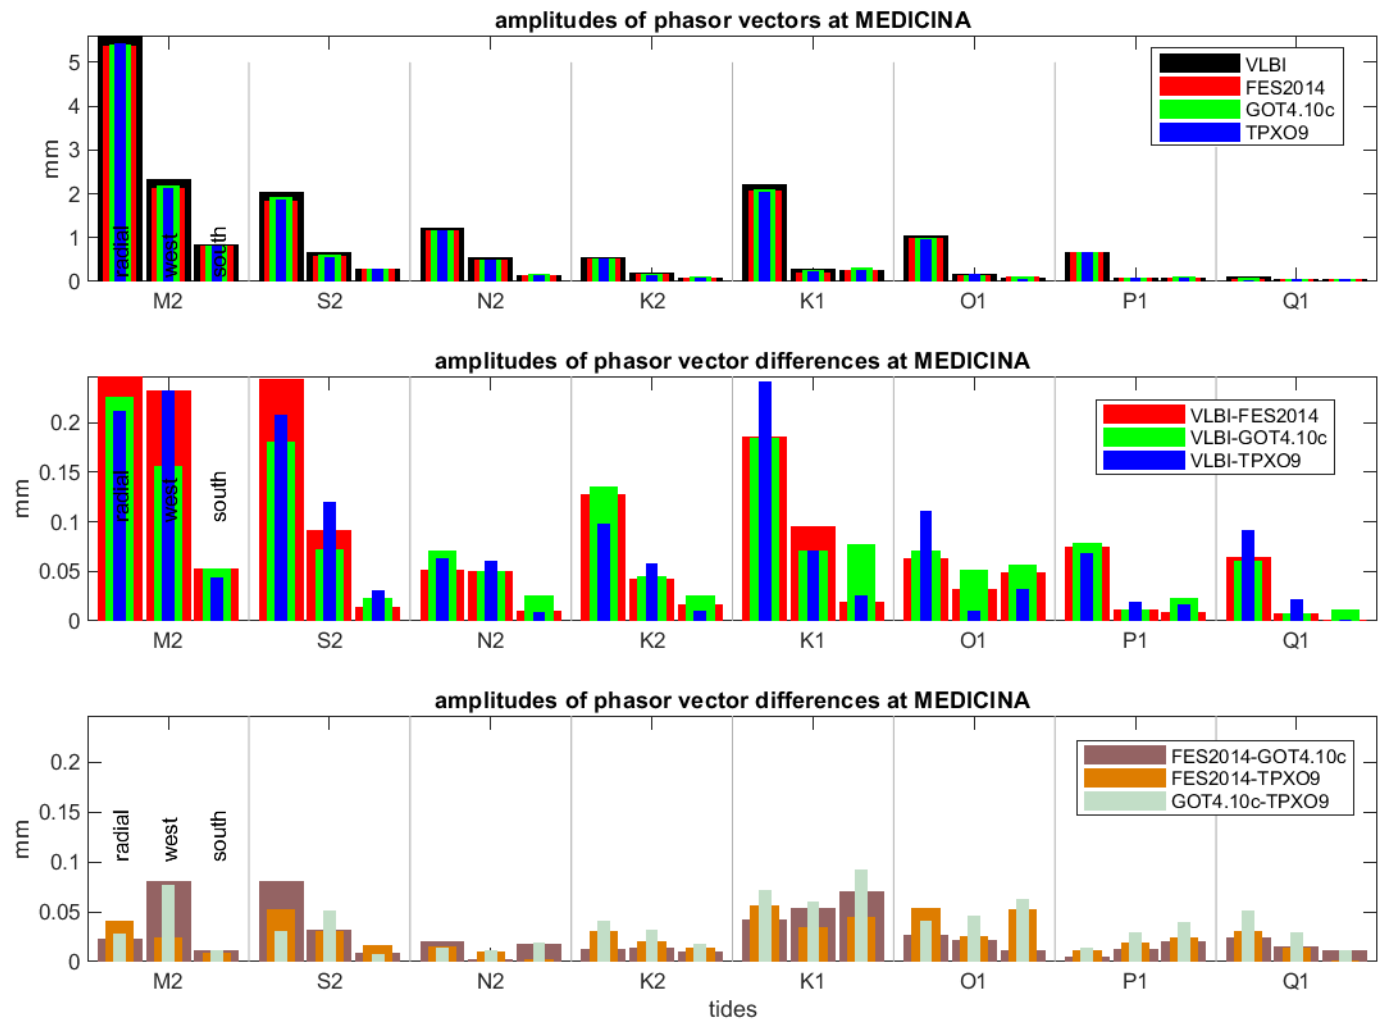 amplitudes of phasor vectors at MEDICINA
VLBI
FES2014
GOT4.10c
TPXO9
5
4
3
2
1
0
mm
radial
west
south
M2 S2 N2 K2 K1 O1 P1 Q1
amplitudes of phasor vector differences at MEDICINA
VLBI-FES2014
VLBI-GOT4.10c
VLBI-TPXO9
0.2
0.15
0.1
0.05
0
mm
radial
west
south
M2 S2 N2 K2 K1 O1 P1 Q1
amplitudes of phasor vector differences at MEDICINA
FES2014-GOT4.10c
FES2014-TPXO9
GOT4.10c-TPXO9
0.2
0.15
0.1
0.05
0
mm
radial
west
south
M2 S2 N2 K2 K1 O1 P1 Q1
tides